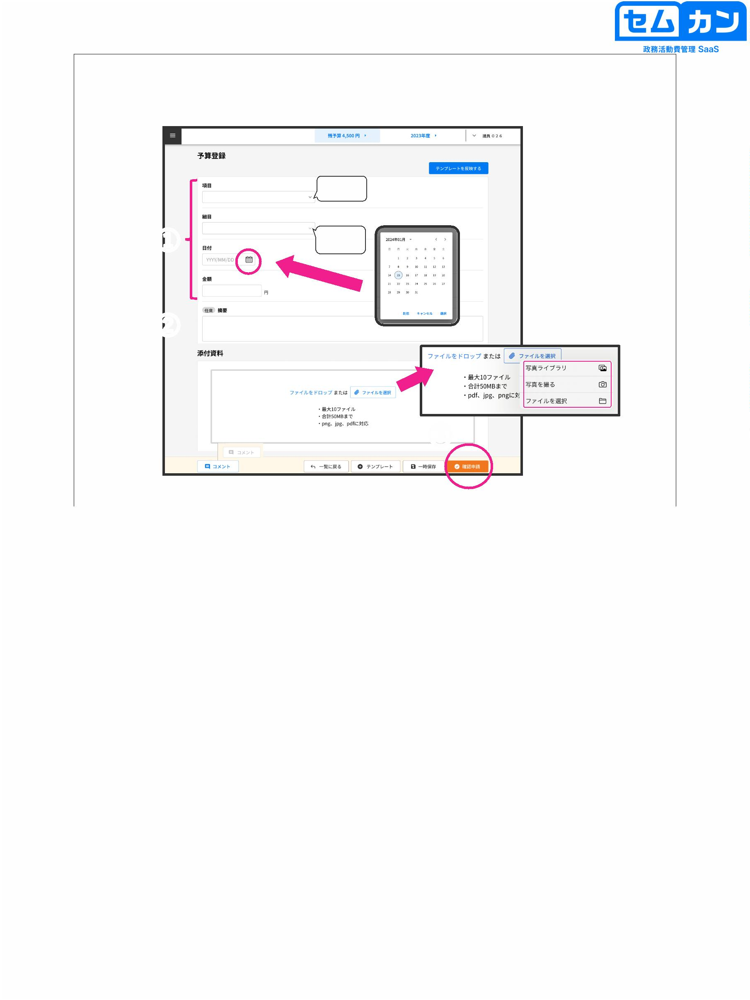 セムカン
政務活動費管理 SaaS
残予算 4,500 円
2023年度
議員 0 2 6
予算登録
テンプレートを反映する
項目
細目
①
日付
YYYY/MM/DD
金額
円
②
任意 摘要
2024年01月
日 月 火 水 木 金 土
1 2 3 4 5 6
7 8 9 10 11 12 13
14 15 16 17 18 19 20
21 22 23 24 25 26 27
28 29 30 31
削除 キャンセル 選択
添付資料
ファイルをドロップ または ファイルを選択
・最大10ファイル
・合計50MBまで
・png、jpg、pdfに対応
ファイルをドロップ または ファイルを選択
・最大10ファイル
・合計50MBまで
・pdf、jpg、pngに対
写真ライブラリ
写真を撮る
ファイルを選択
コメント
コメント
一覧に戻る
テンプレート
一時保存
確認申請